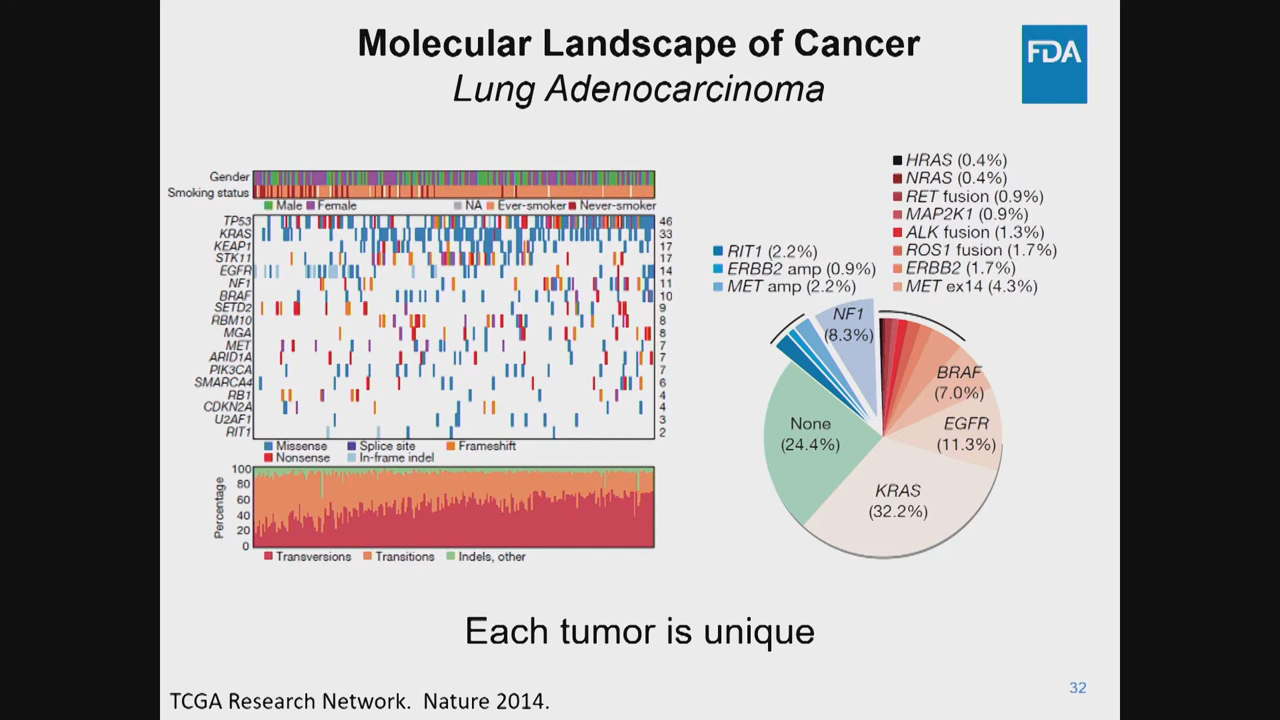 Molecular Landscape of Cancer
Lung Adenocarcinoma
FDA
Gender
Smoking status
Male Female NA Ever-smoker Never-smoker
TP53 46
KRAS 33
KEAP1 17
STK11 17
EGFR 14
NF1 11
BRAF 10
SETD2 9
RBM10 8
MGA 8
MET 7
ARID1A 7
PIK3CA 7
SMARCA4 6
RB1 4
CDKN2A 4
U2AF1 3
RIT1 2
Missense Splice site Frameshift
Nonsense In-frame indel
Percentage
100
80
60
40
20
0
Transversions Transitions Indels, other
HRAS (0.4%)
NRAS (0.4%)
RET fusion (0.9%)
MAP2K1 (0.9%)
ALK fusion (1.3%)
ROS1 fusion (1.7%)
ERBB2 (1.7%)
MET ex14 (4.3%)
RIT1 (2.2%)
ERBB2 amp (0.9%)
MET amp (2.2%)
NF1
(8.3%)
BRAF
(7.0%)
EGFR
(11.3%)
None
(24.4%)
KRAS
(32.2%)
Each tumor is unique
TCGA Research Network. Nature 2014.
32